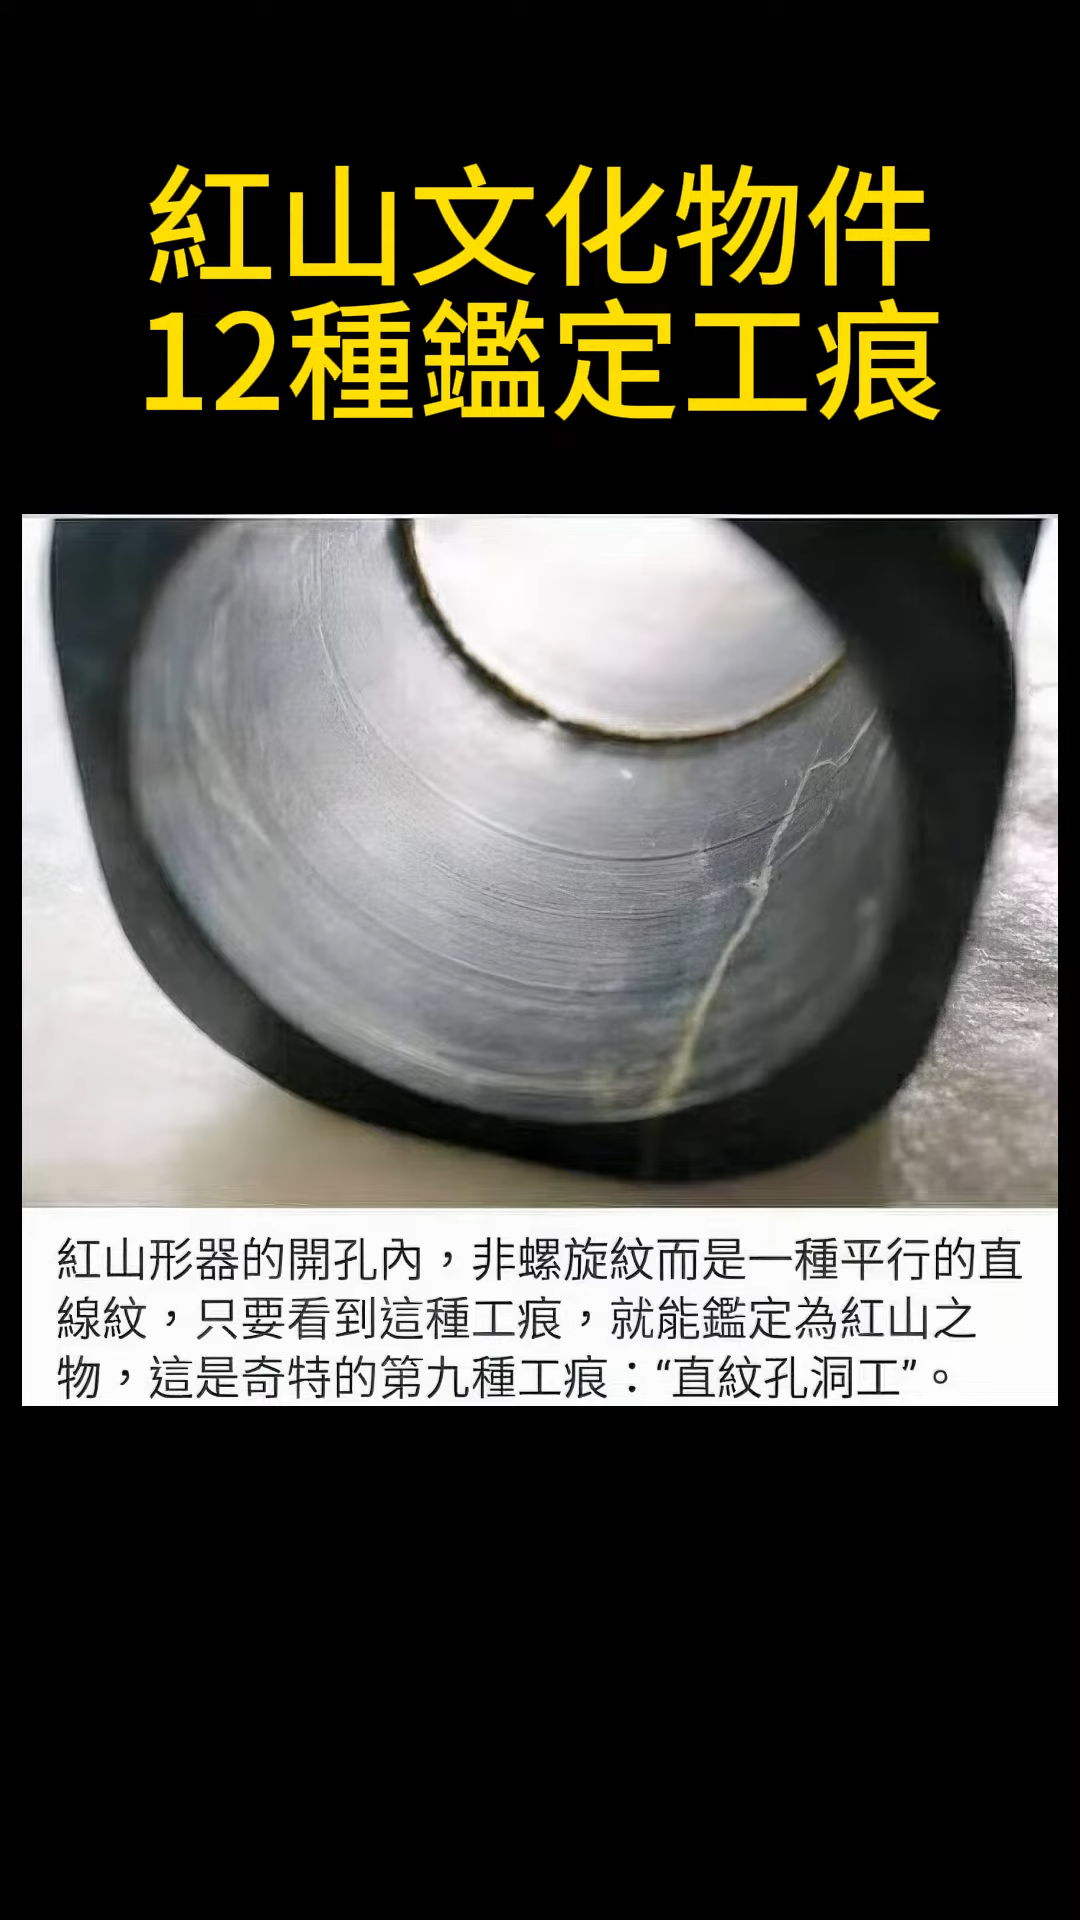 紅山文化物件
12種鑑定工痕
紅山形器的開孔內，非螺旋紋而是一種平行的直
線紋，只要看到這種工痕，就能鑑定為紅山之
物，這是奇特的第九種工痕：“直紋孔洞工”。